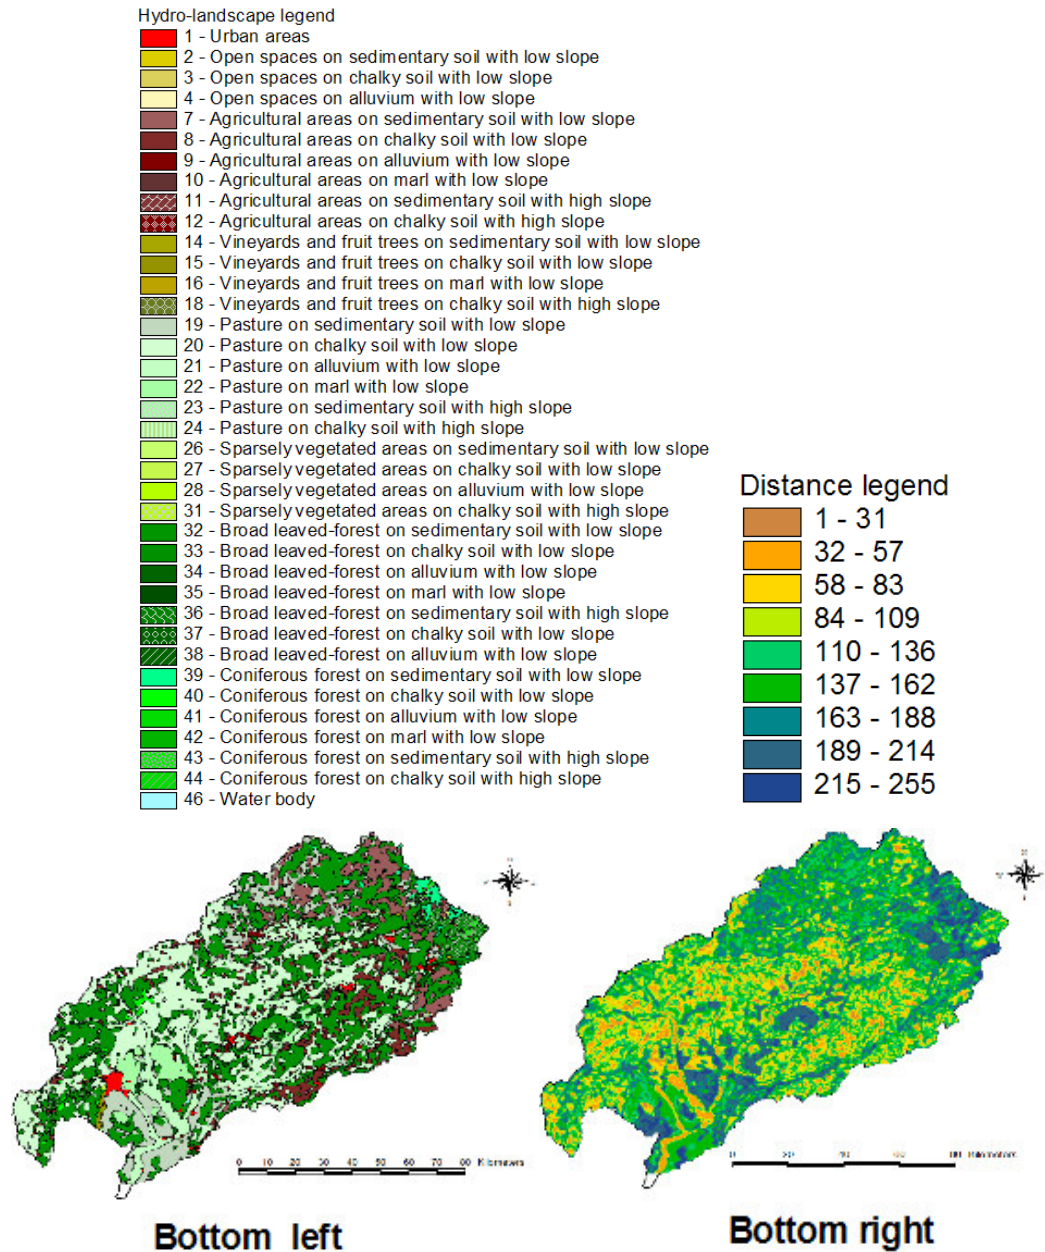 Hydro-landscape legend
1 - Urban areas
2 - Open spaces on sedimentary soil with low slope
3 - Open spaces on chalky soil with low slope
4 - Open spaces on alluvium with low slope
7 - Agricultural areas on sedimentary soil with low slope
8 - Agricultural areas on chalky soil with low slope
9 - Agricultural areas on alluvium with low slope
10 - Agricultural areas on marl with low slope
11 - Agricultural areas on sedimentary soil with high slope
12 - Agricultural areas on chalky soil with high slope
14 - Vineyards and fruit trees on sedimentary soil with low slope
15 - Vineyards and fruit trees on chalky soil with low slope
16 - Vineyards and fruit trees on marl with low slope
18 - Vineyards and fruit trees on chalky soil with high slope
19 - Pasture on sedimentary soil with low slope
20 - Pasture on chalky soil with low slope
21 - Pasture on alluvium with low slope
22 - Pasture on marl with low slope
23 - Pasture on sedimentary soil with high slope
24 - Pasture on chalky soil with high slope
26 - Sparsely vegetated areas on sedimentary soil with low slope
27 - Sparsely vegetated areas on chalky soil with low slope
28 - Sparsely vegetated areas on alluvium with low slope
31 - Sparsely vegetated areas on chalky soil with high slope
32 - Broad leaved-forest on sedimentary soil with low slope
33 - Broad leaved-forest on chalky soil with low slope
34 - Broad leaved-forest on alluvium with low slope
35 - Broad leaved-forest on marl with low slope
36 - Broad leaved-forest on sedimentary soil with high slope
37 - Broad leaved-forest on chalky soil with low slope
38 - Broad leaved-forest on alluvium with low slope
39 - Coniferous forest on sedimentary soil with low slope
40 - Coniferous forest on chalky soil with low slope
41 - Coniferous forest on alluvium with low slope
42 - Coniferous forest on marl with low slope
43 - Coniferous forest on sedimentary soil with high slope
44 - Coniferous forest on chalky soil with high slope
46 - Water body
Distance legend
1 - 31
32 - 57
58 - 83
84 - 109
110 - 136
137 - 162
163 - 188
189 - 214
215 - 255
0 10 20 30 40 50 60 70 80 Kilometers
0 20 40 60 80 Kilometers
Bottom left
Bottom right